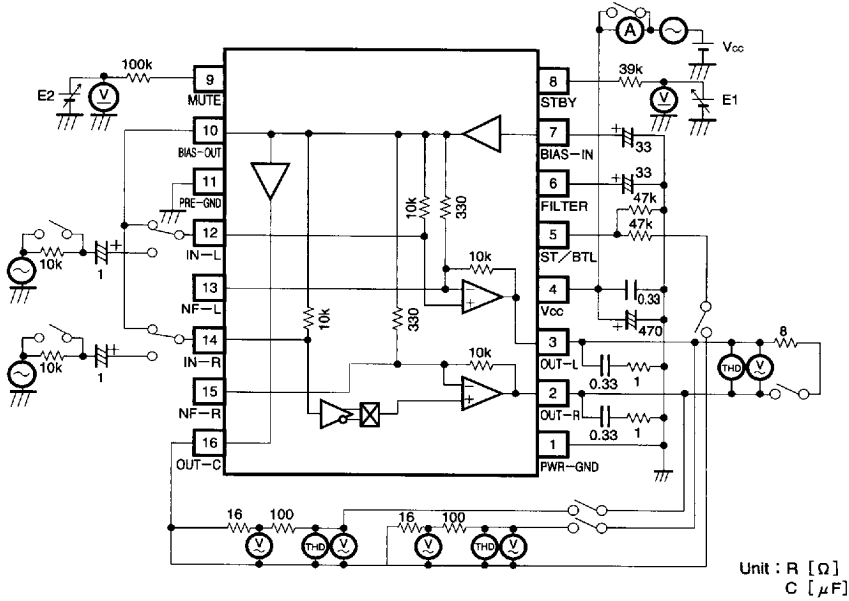 A
Vcc
100k
39k
E2
V
9
MUTE
8
STBY
V
E1
10
BIAS-OUT
7
BIAS-IN
+
33
11
PRE-GND
6
FILTER
+
33
10k
330
47k
47k
5
ST/BTL
12
IN-L
10k
1
+
13
NF-L
10k
4
Vcc
0.33
470
+
10k
330
−
+
14
IN-R
10k
1
+
3
OUT-L
0.33
1
8
THD
V
15
NF-R
10k
−
+
2
OUT-R
0.33
1
16
OUT-C
1
PWR-GND
16
100
16
100
V
THD
V
V
THD
V
Unit : R [Ω]
C [μF]